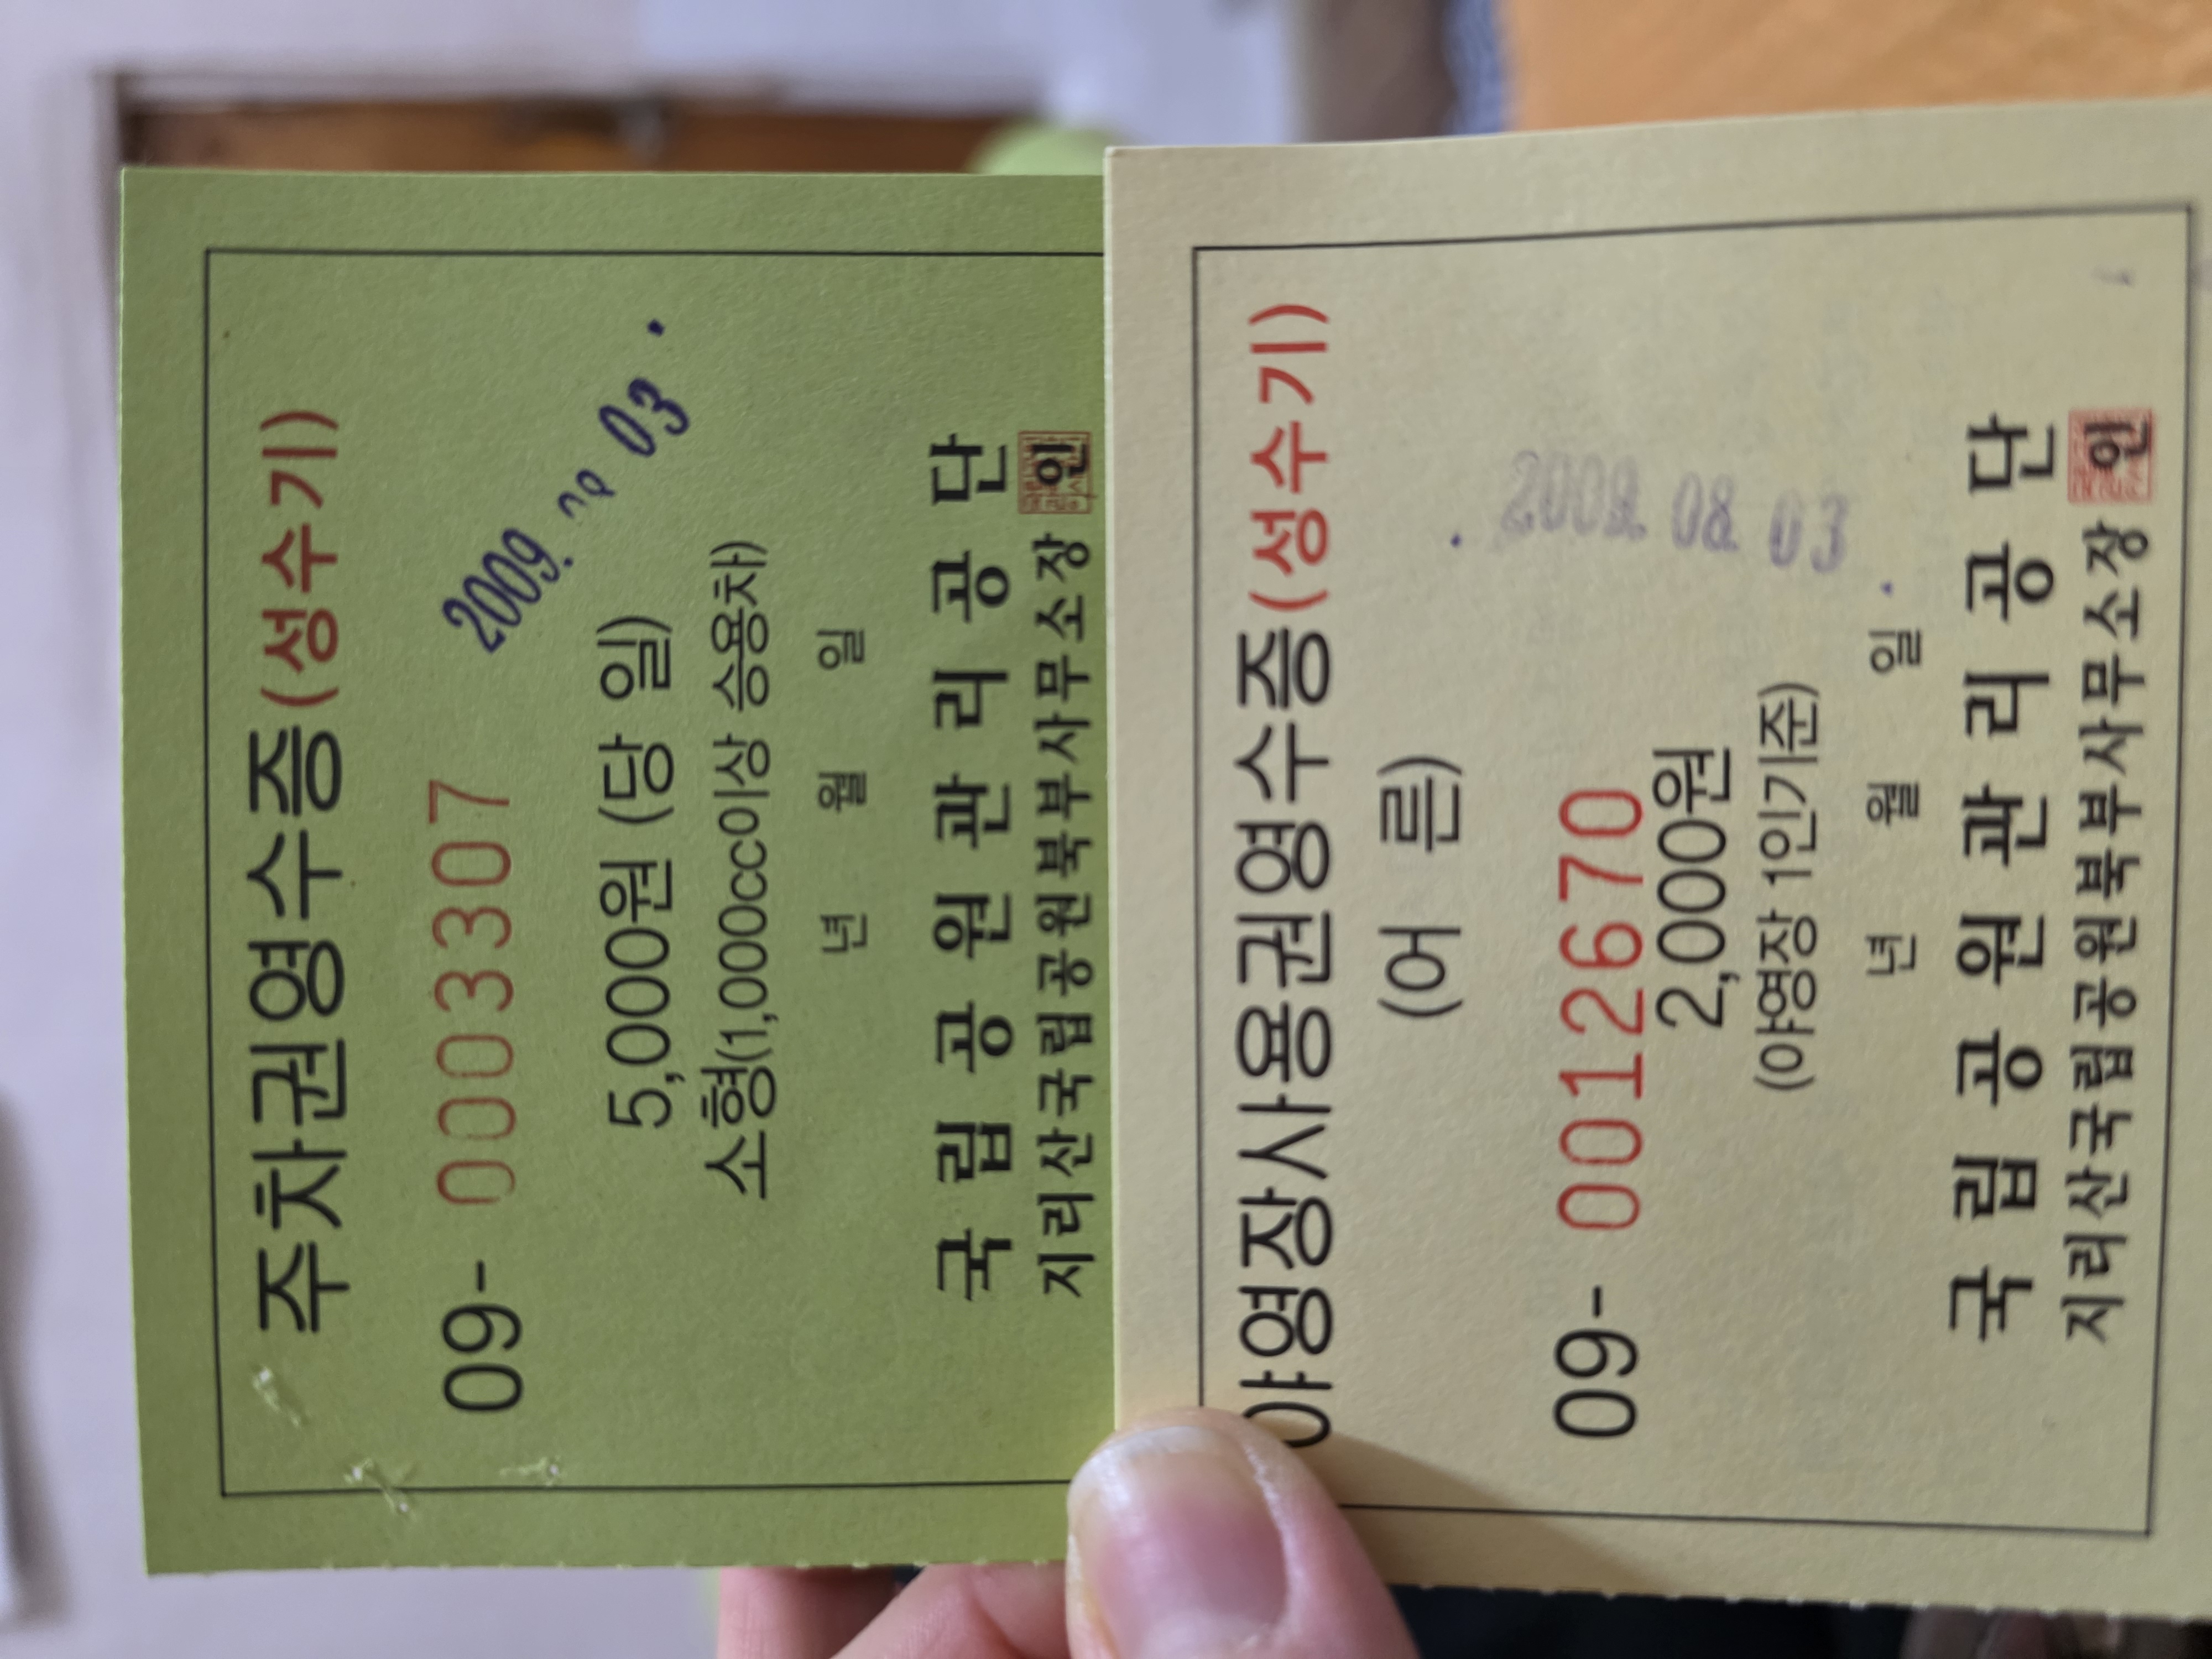 주차권영수증(성수기)
09- 0003307
2009. 03
5,000원 (당 일)
소형(1,000cc이상 승용차)
년 월 일
국 립 공 원 관 리 공 단
지리산국립공원북부사무소장 인
야영장사용권영수증(성수기)
(어 른)
2009. 08. 03
09- 0012670
2,000원
(야영장 1인기준)
년 월 일
국 립 공 원 관 리 공 단
지리산국립공원북부사무소장 인